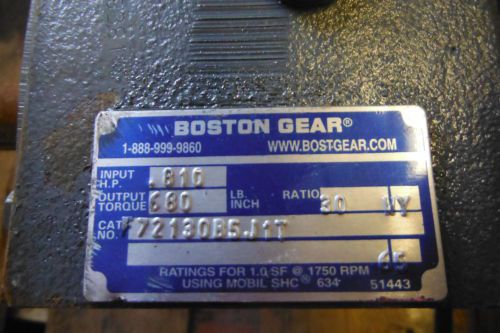 BOSTON GEAR®
1-888-999-9860 WWW.BOSTGEAR.COM
INPUT H.P. .816
OUTPUT TORQUE 680 LB. INCH RATIO 30 WY
CAT. NO. F72130B5J1T
65
RATINGS FOR 1.0 SF @ 1750 RPM
USING MOBIL SHC® 634 51443